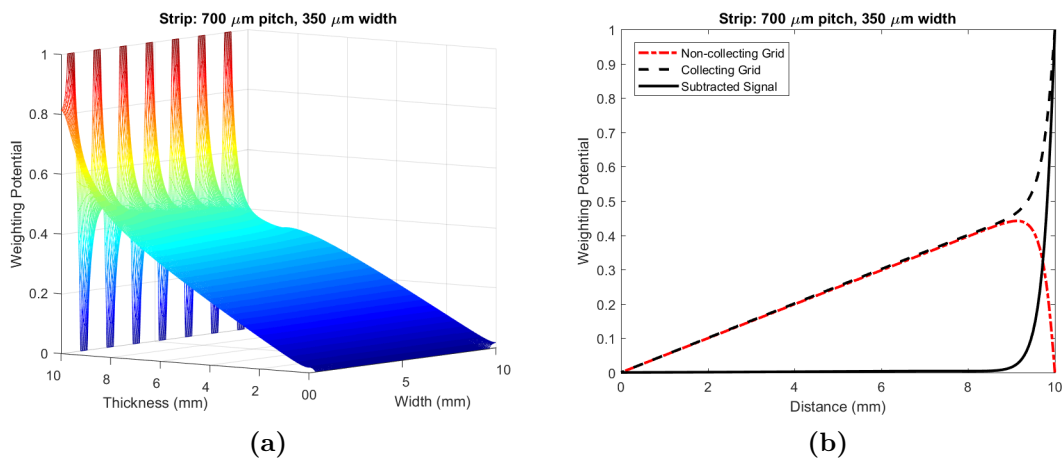 Strip: 700 μm pitch, 350 μm width
1
0.8
0.6
0.4
0.2
0
Weighting Potential
10
8
6
4
2
00
5
10
Thickness (mm)
Width (mm)
(a)
Strip: 700 μm pitch, 350 μm width
Non-collecting Grid
Collecting Grid
Subtracted Signal
1
0.9
0.8
0.7
0.6
0.5
0.4
0.3
0.2
0.1
0
Weighting Potential
0
2
4
6
8
10
Distance (mm)
(b)